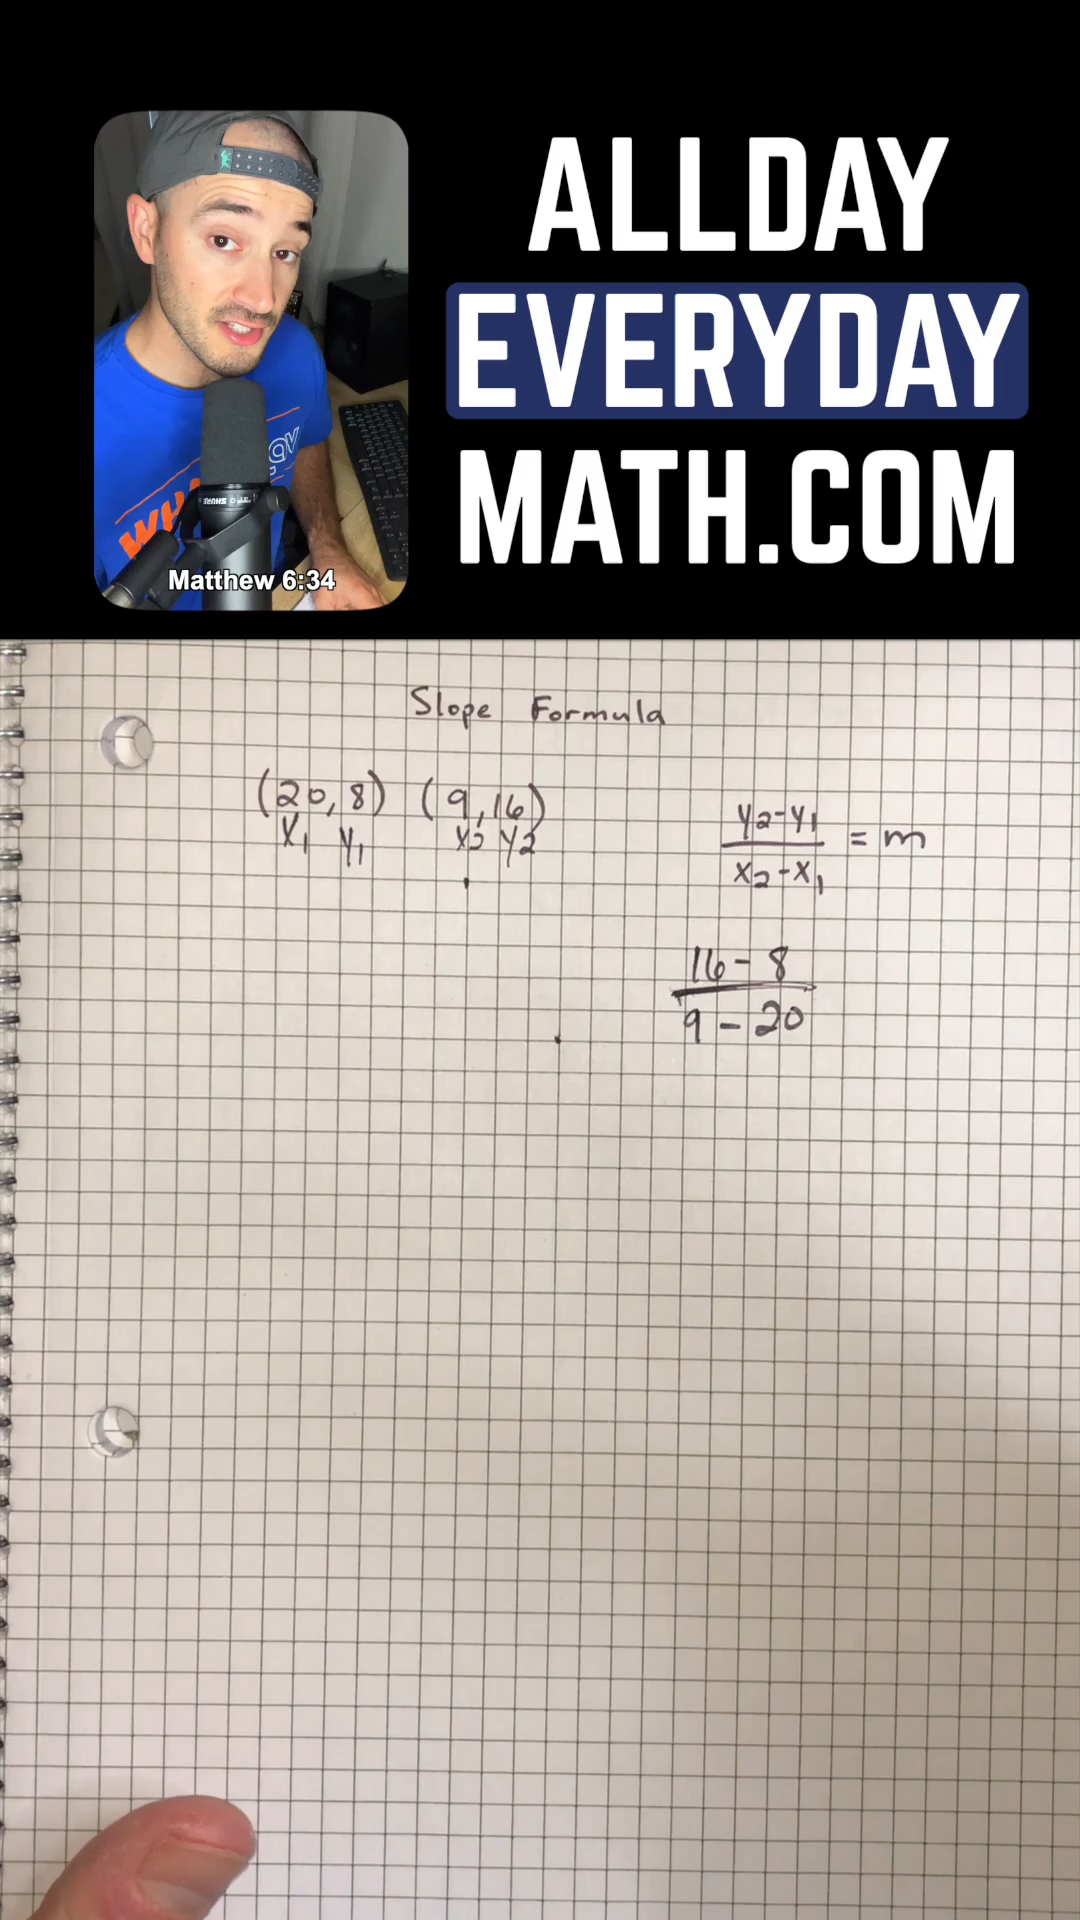 ALLDAY
EVERYDAY
MATH.COM
SHURE
Matthew 6:34
Slope Formula
(20, 8) (9, 16)
X₁ Y₁ X₂ Y₂
Y₂-Y₁
= m
X₂-X₁
16 - 8
9 - 20